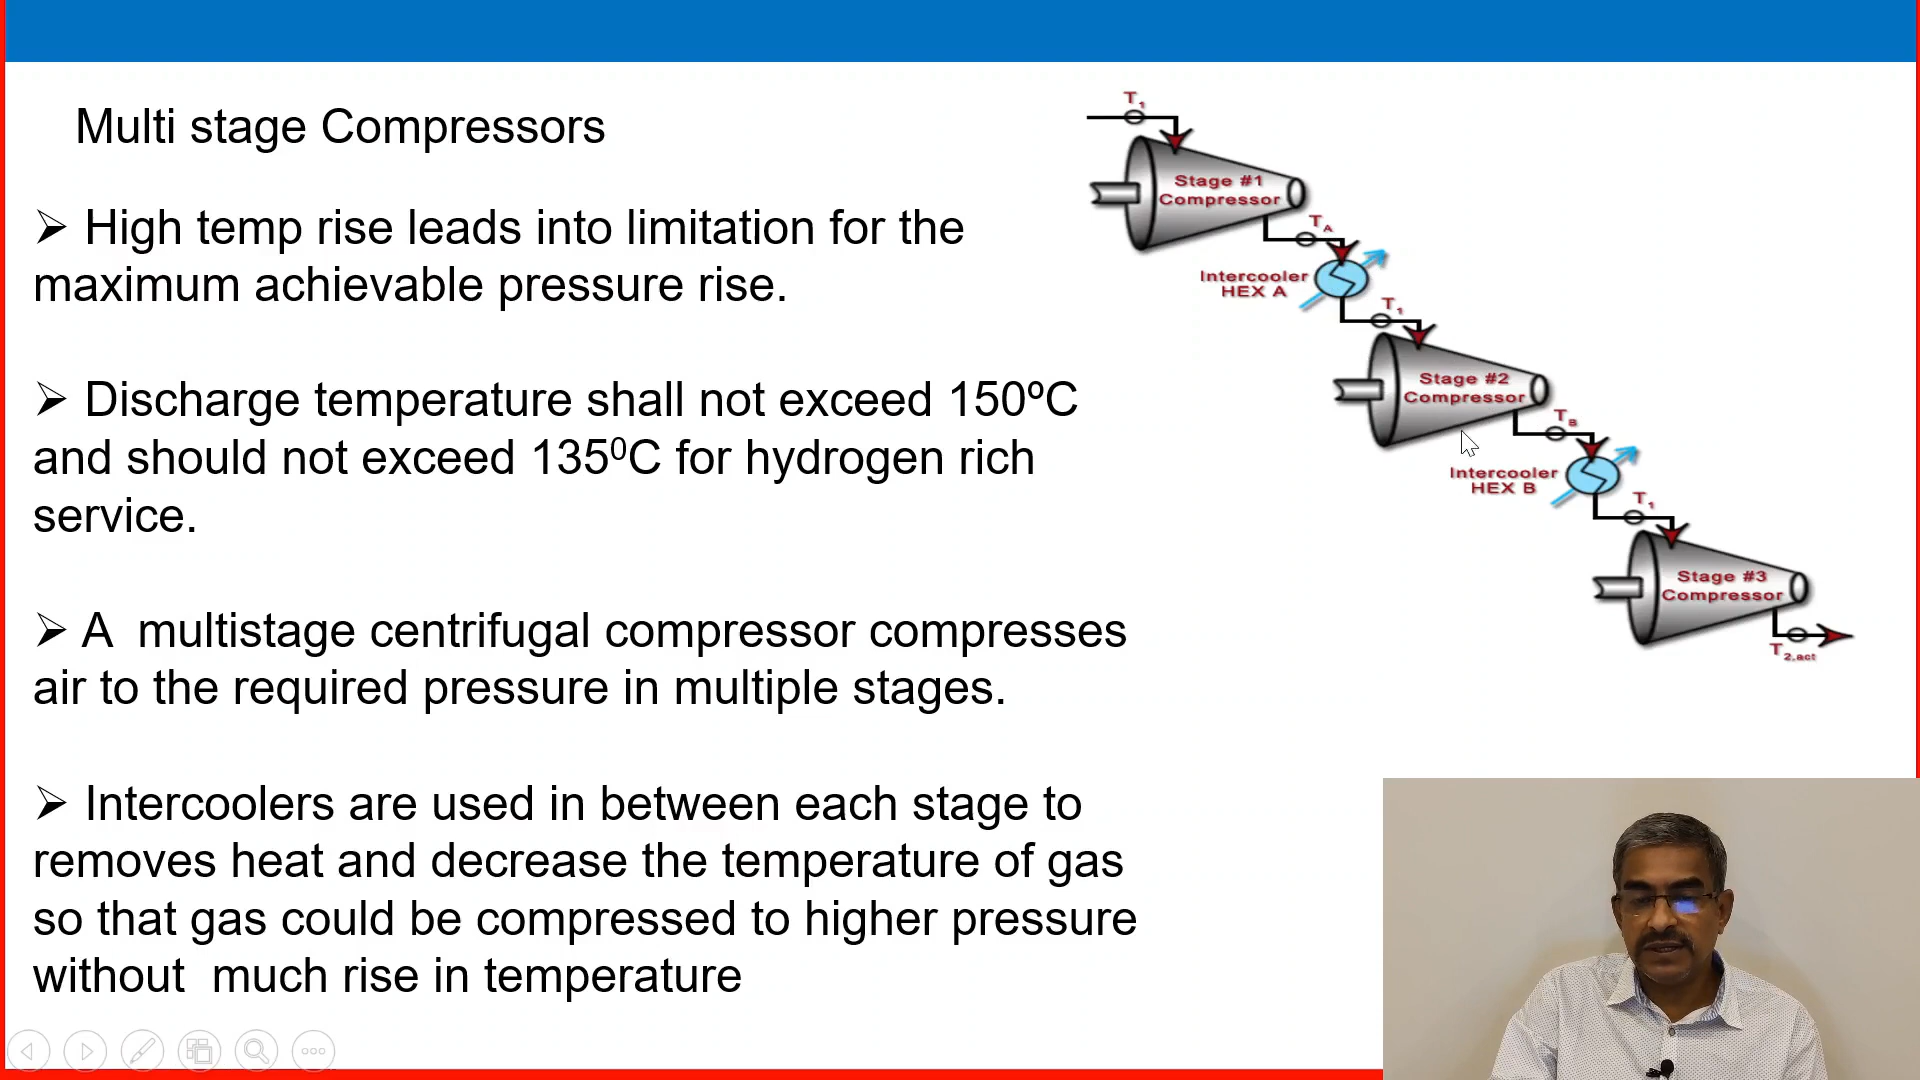 Multi stage Compressors
➢ High temp rise leads into limitation for the
maximum achievable pressure rise.
➢ Discharge temperature shall not exceed 150ºC
and should not exceed 135⁰C for hydrogen rich
service.
➢ A multistage centrifugal compressor compresses
air to the required pressure in multiple stages.
➢ Intercoolers are used in between each stage to
removes heat and decrease the temperature of gas
so that gas could be compressed to higher pressure
without much rise in temperature
T₁
Stage #1
Compressor
T_A
Intercooler
HEX A
T₁
Stage #2
Compressor
T_B
Intercooler
HEX B
T₁
Stage #3
Compressor
T₂,act